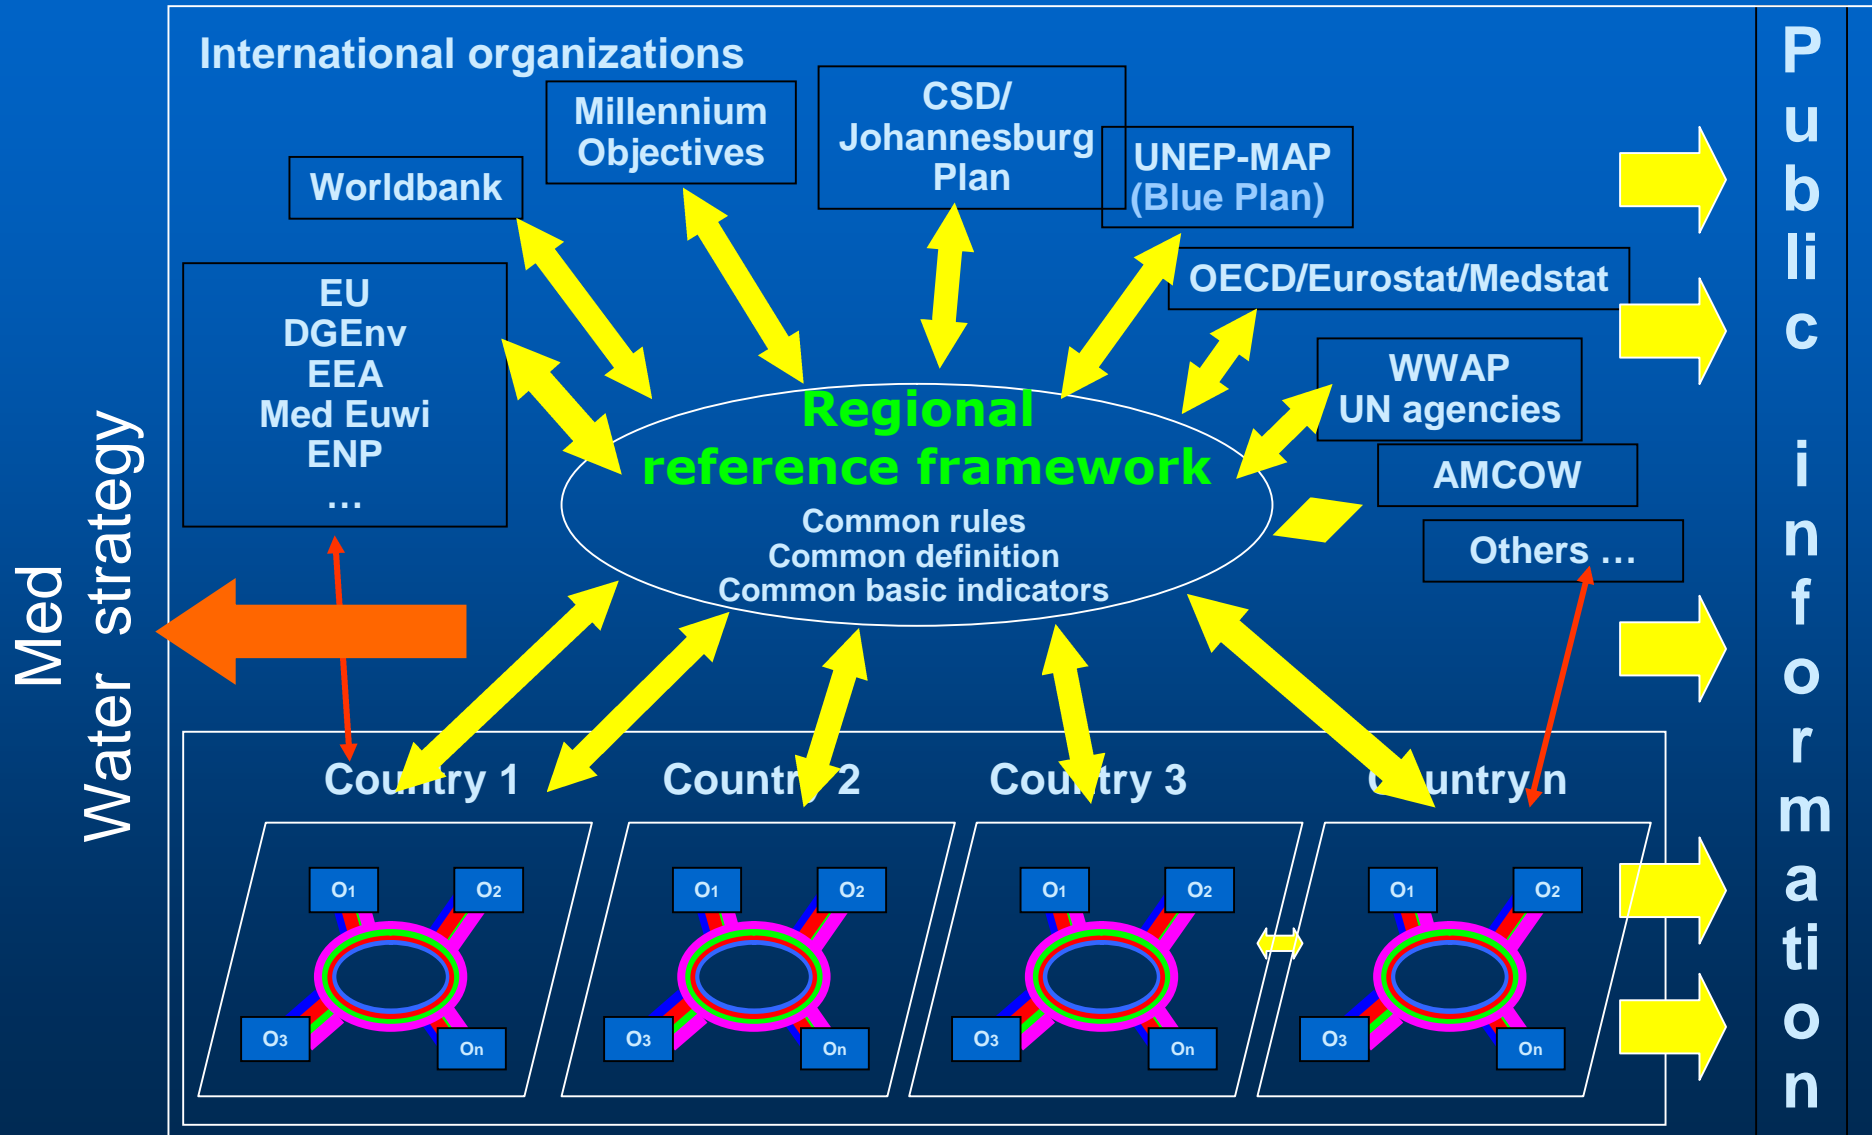 International organizations
Millennium
Objectives
CSD/
Johannesburg
Plan
UNEP-MAP
(Blue Plan)
Worldbank
OECD/Eurostat/Medstat
EU
DGEnv
EEA
Med Euwi
ENP
...
WWAP
UN agencies
AMCOW
Others ...
Regional
reference framework
Common rules
Common definition
Common basic indicators
Med
Water strategy
Public information
Country 1
Country 2
Country 3
Country n
O1 O2
O3 On
O1 O2
O3 On
O1 O2
O3 On
O1 O2
O3 On